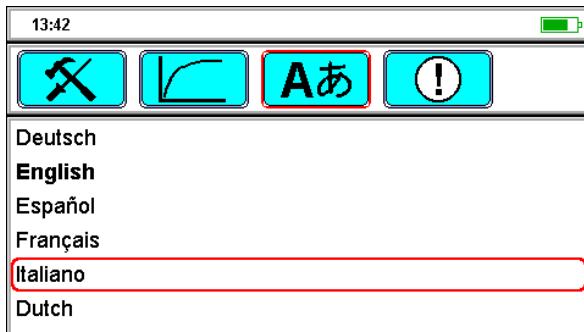 13:42
Aあ
!
Deutsch
English
Español
Français
Italiano
Dutch